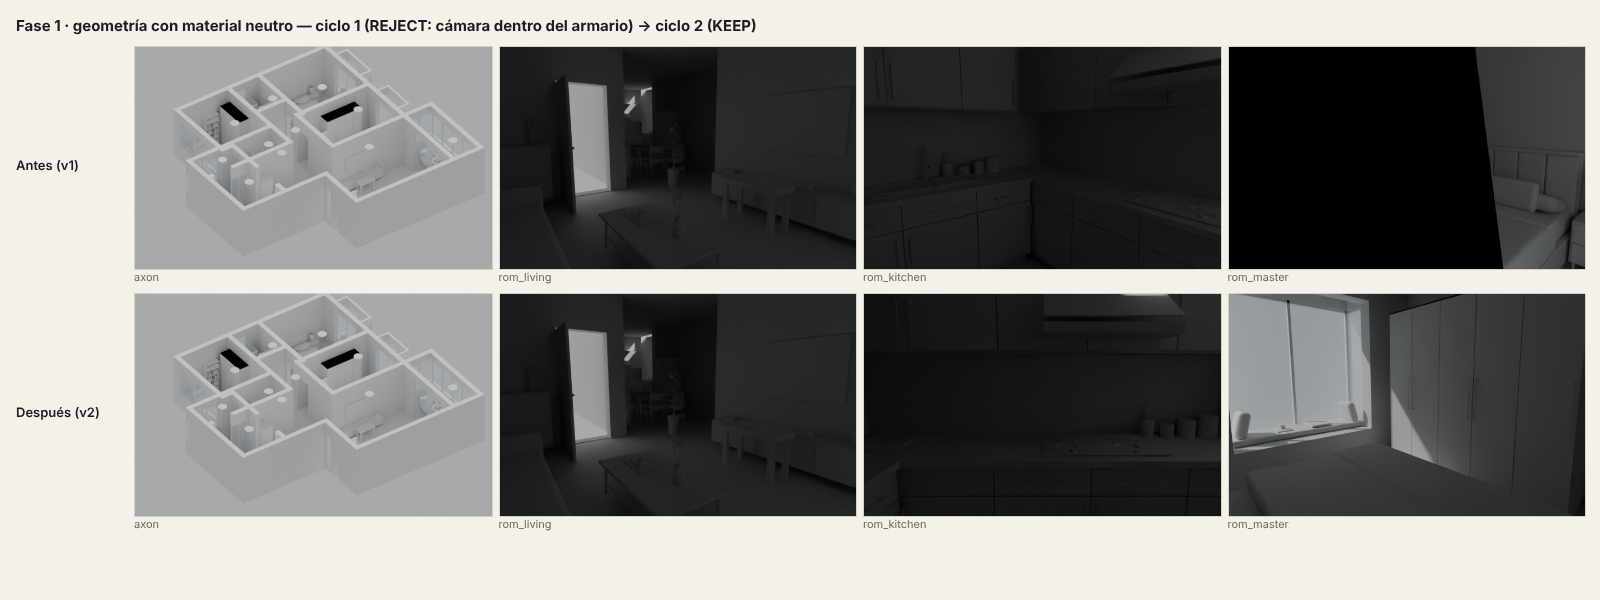 Fase 1 · geometría con material neutro — ciclo 1 (REJECT: cámara dentro del armario) → ciclo 2 (KEEP)
Antes (v1)
axon
rom_living
rom_kitchen
rom_master
Después (v2)
axon
rom_living
rom_kitchen
rom_master